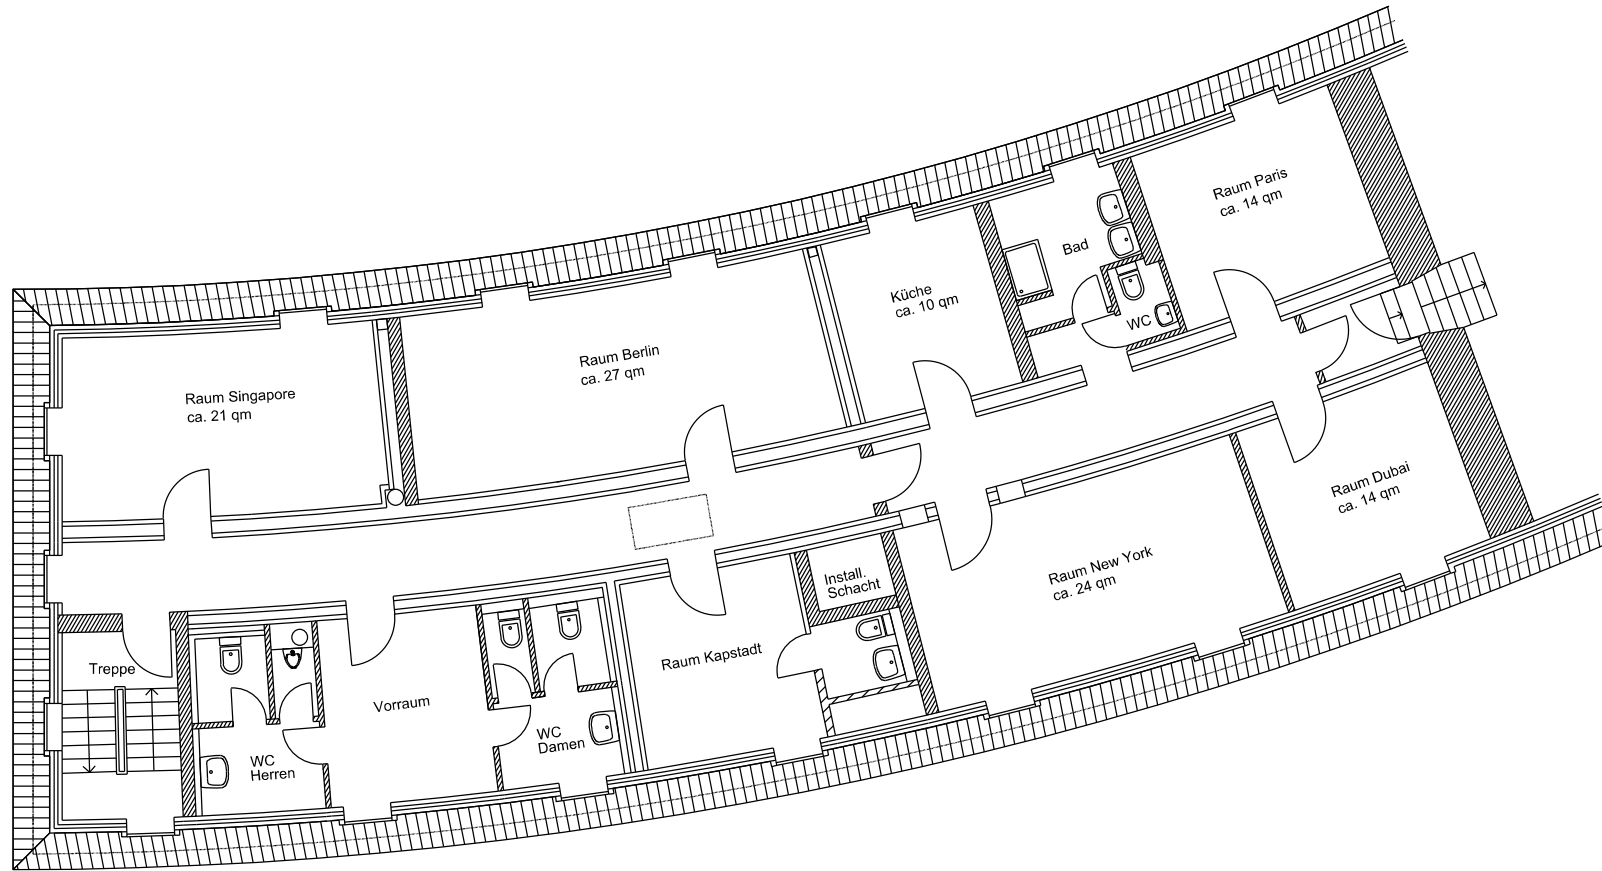 Raum Paris
ca. 14 qm
Bad
Küche
ca. 10 qm
WC
Raum Berlin
ca. 27 qm
Raum Singapore
ca. 21 qm
Raum Dubai
ca. 14 qm
Raum New York
ca. 24 qm
Install.
Schacht
Raum Kapstadt
Treppe
Vorraum
WC
Damen
WC
Herren